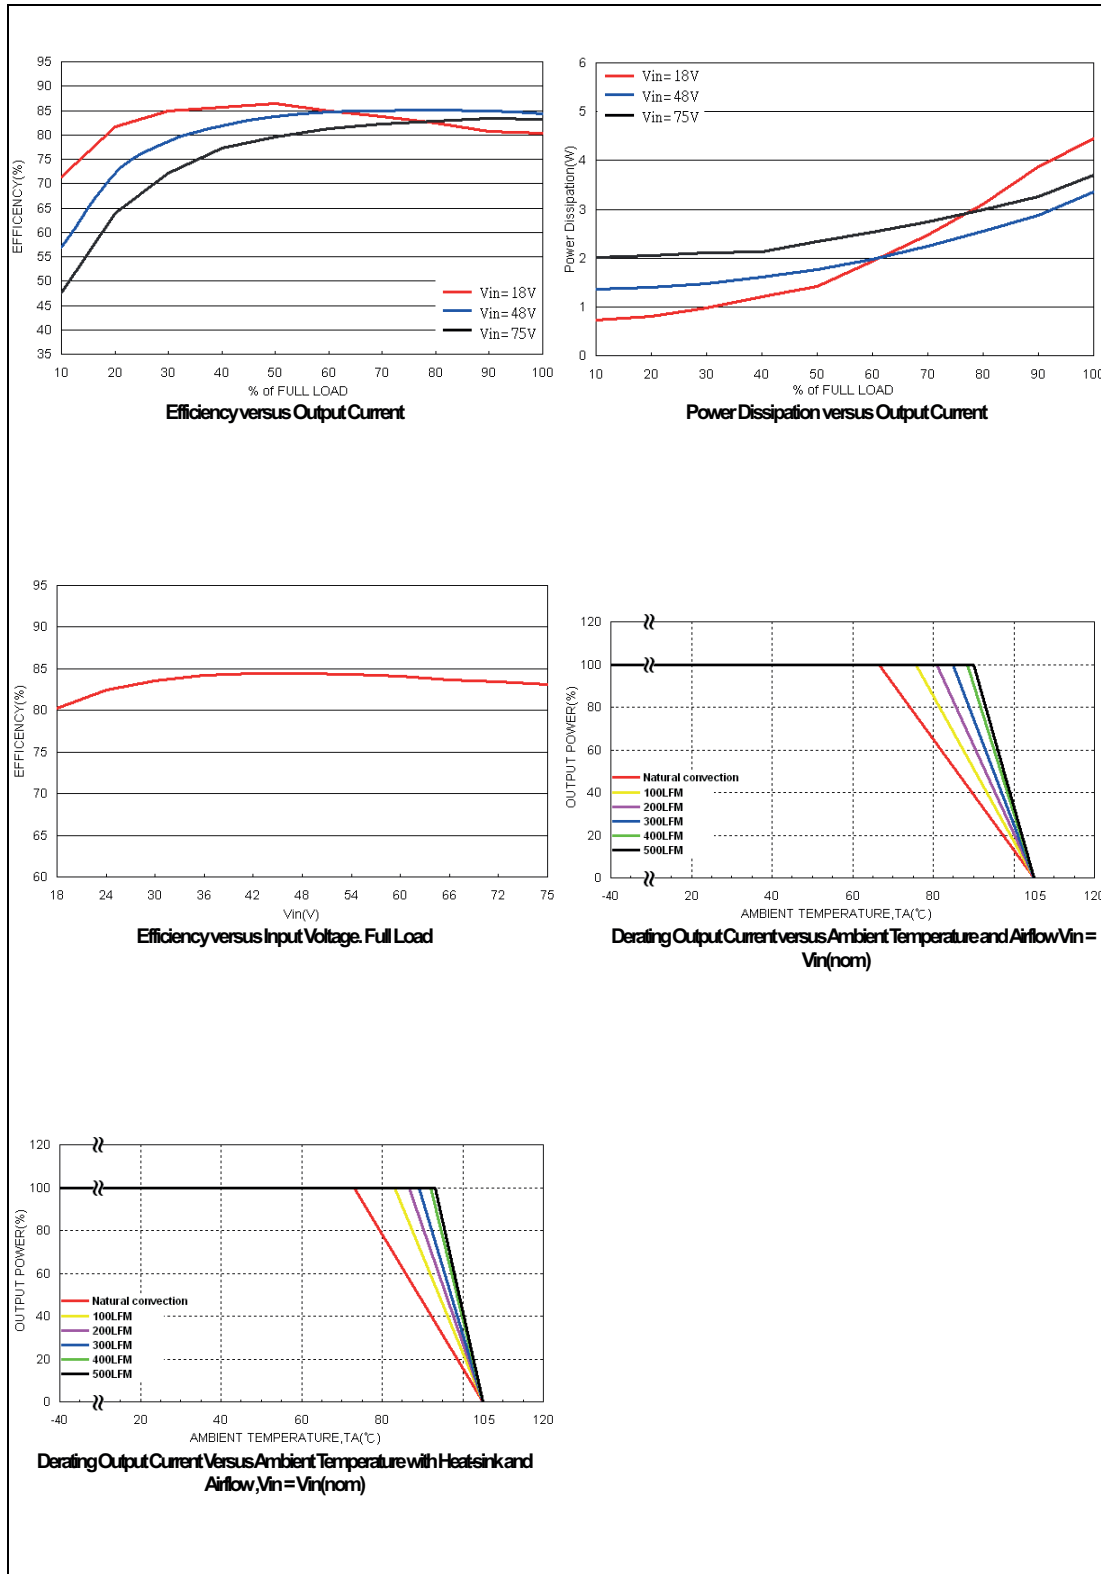 95
90
85
80
75
70
65
60
55
50
45
40
35
EFFICENCY(%)
Vin= 18V
Vin= 48V
Vin= 75V
10 20 30 40 50 60 70 80 90 100
% of FULL LOAD
Efficiency versus Output Current
6
5
4
3
2
1
0
Power Dissipation(W)
Vin= 18V
Vin= 48V
Vin= 75V
10 20 30 40 50 60 70 80 90 100
% of FULL LOAD
Power Dissipation versus Output Current
95
90
85
80
75
70
65
60
EFFICENCY(%)
18 24 30 36 42 48 54 60 66 72 75
Vin(V)
Efficiency versus Input Voltage. Full Load
120
100
80
60
40
20
0
OUTPUT POWER(%)
Natural convection
100LFM
200LFM
300LFM
400LFM
500LFM
-40 20 40 60 80 105 120
AMBIENT TEMPERATURE,TA(℃)
Derating Output Current versus Ambient Temperature and Airflow Vin =
Vin(nom)
120
100
80
60
40
20
0
OUTPUT POWER(%)
Natural convection
100LFM
200LFM
300LFM
400LFM
500LFM
-40 20 40 60 80 105 120
AMBIENT TEMPERATURE,TA(℃)
Derating Output Current Versus Ambient Temperature with Heat-sink and
Airflow ,Vin = Vin(nom)